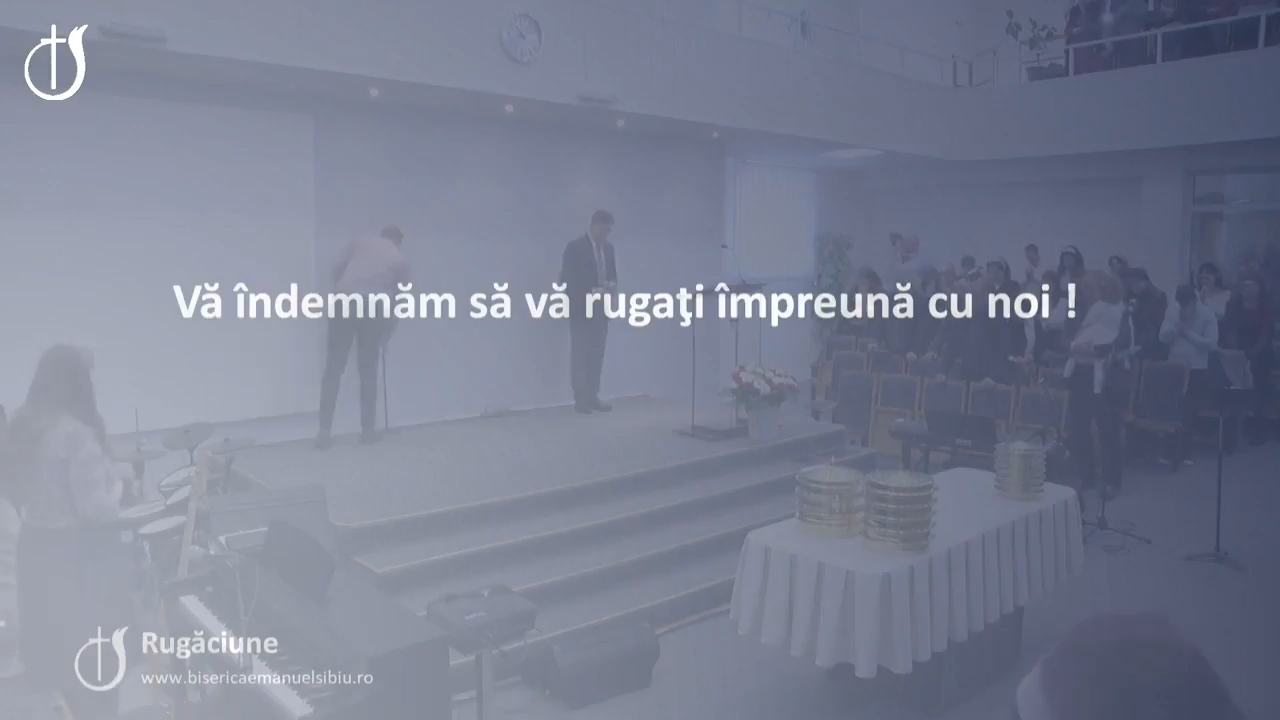 Vă îndemnăm să vă rugaţi împreună cu noi !
Rugăciune
www.bisericaemanuelsibiu.ro